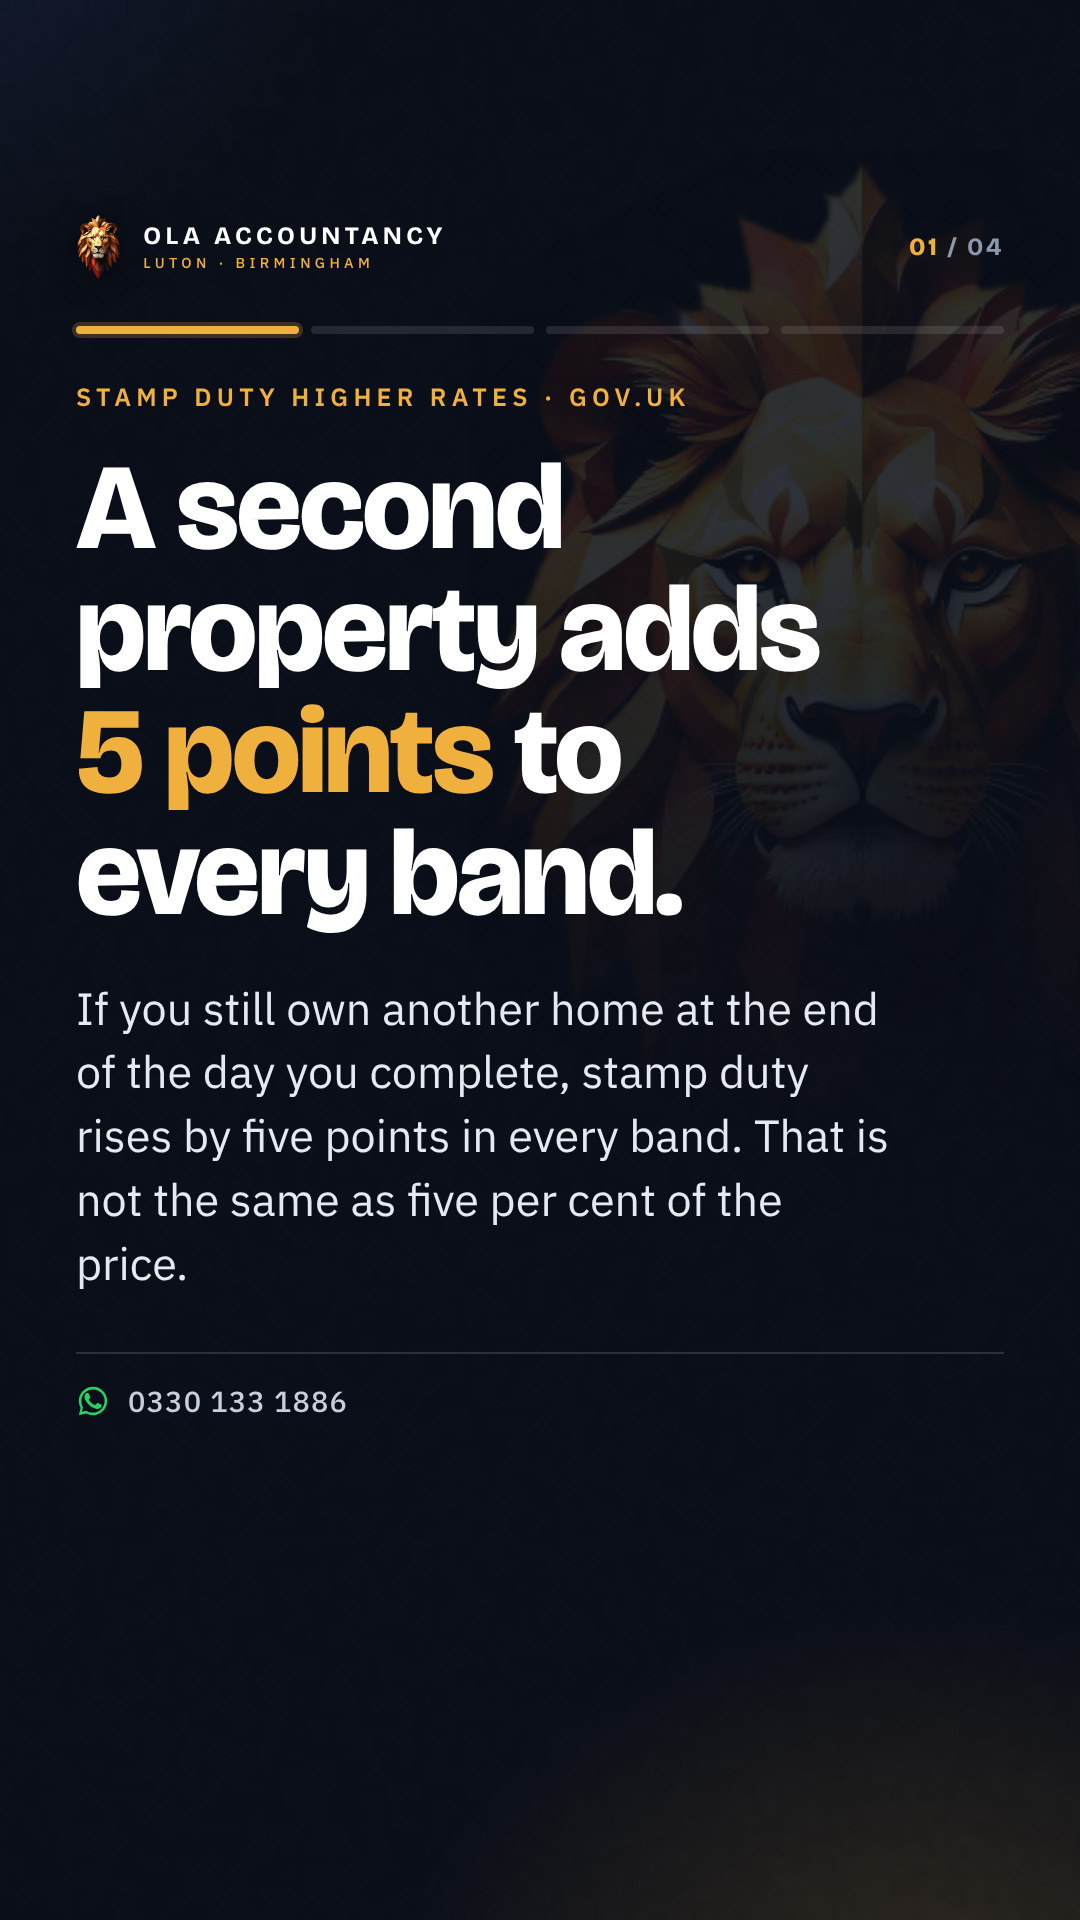 OLA ACCOUNTANCY
LUTON · BIRMINGHAM
01 / 04
STAMP DUTY HIGHER RATES · GOV.UK
A second
property adds
5 points to
every band.
If you still own another home at the end
of the day you complete, stamp duty
rises by five points in every band. That is
not the same as five per cent of the
price.
0330 133 1886